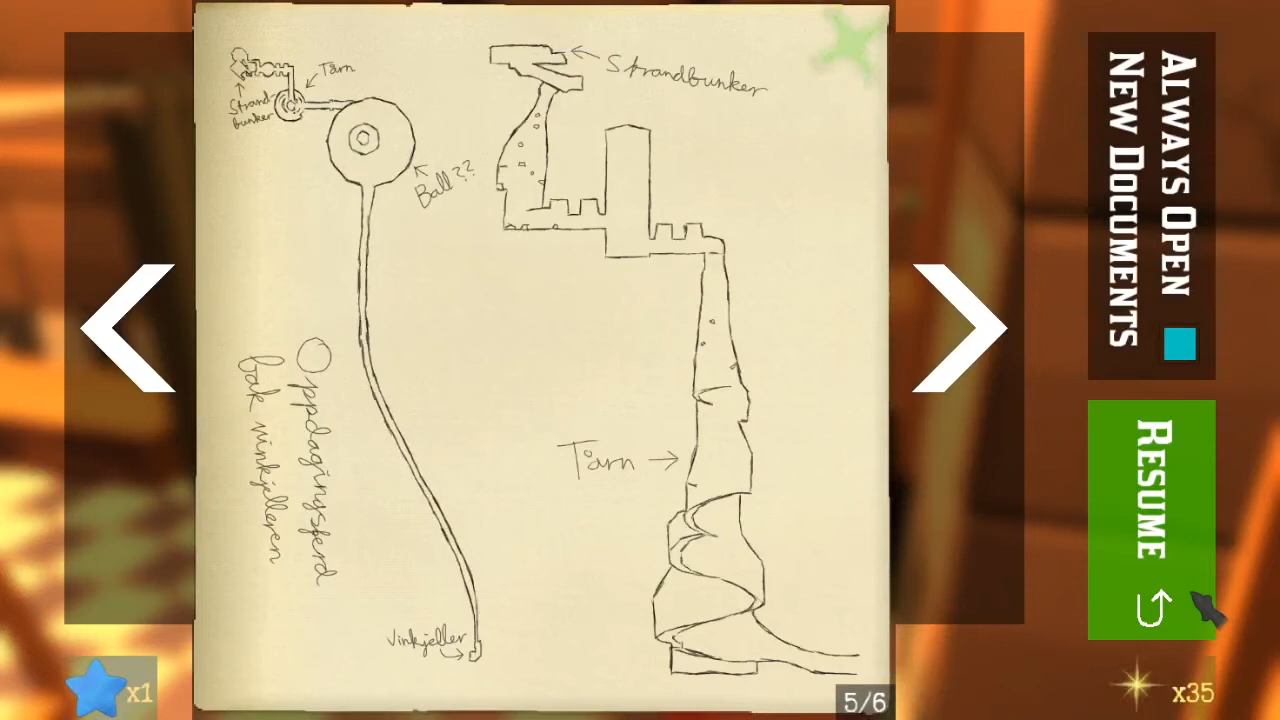 Tårn
Strand-
bunker
Ball??
Strandbunker
Tårn
Vinkjeller
Oppdagingsferd
bak vinkjelleren
5/6
ALWAYS OPEN
NEW DOCUMENTS
RESUME
x1
x35